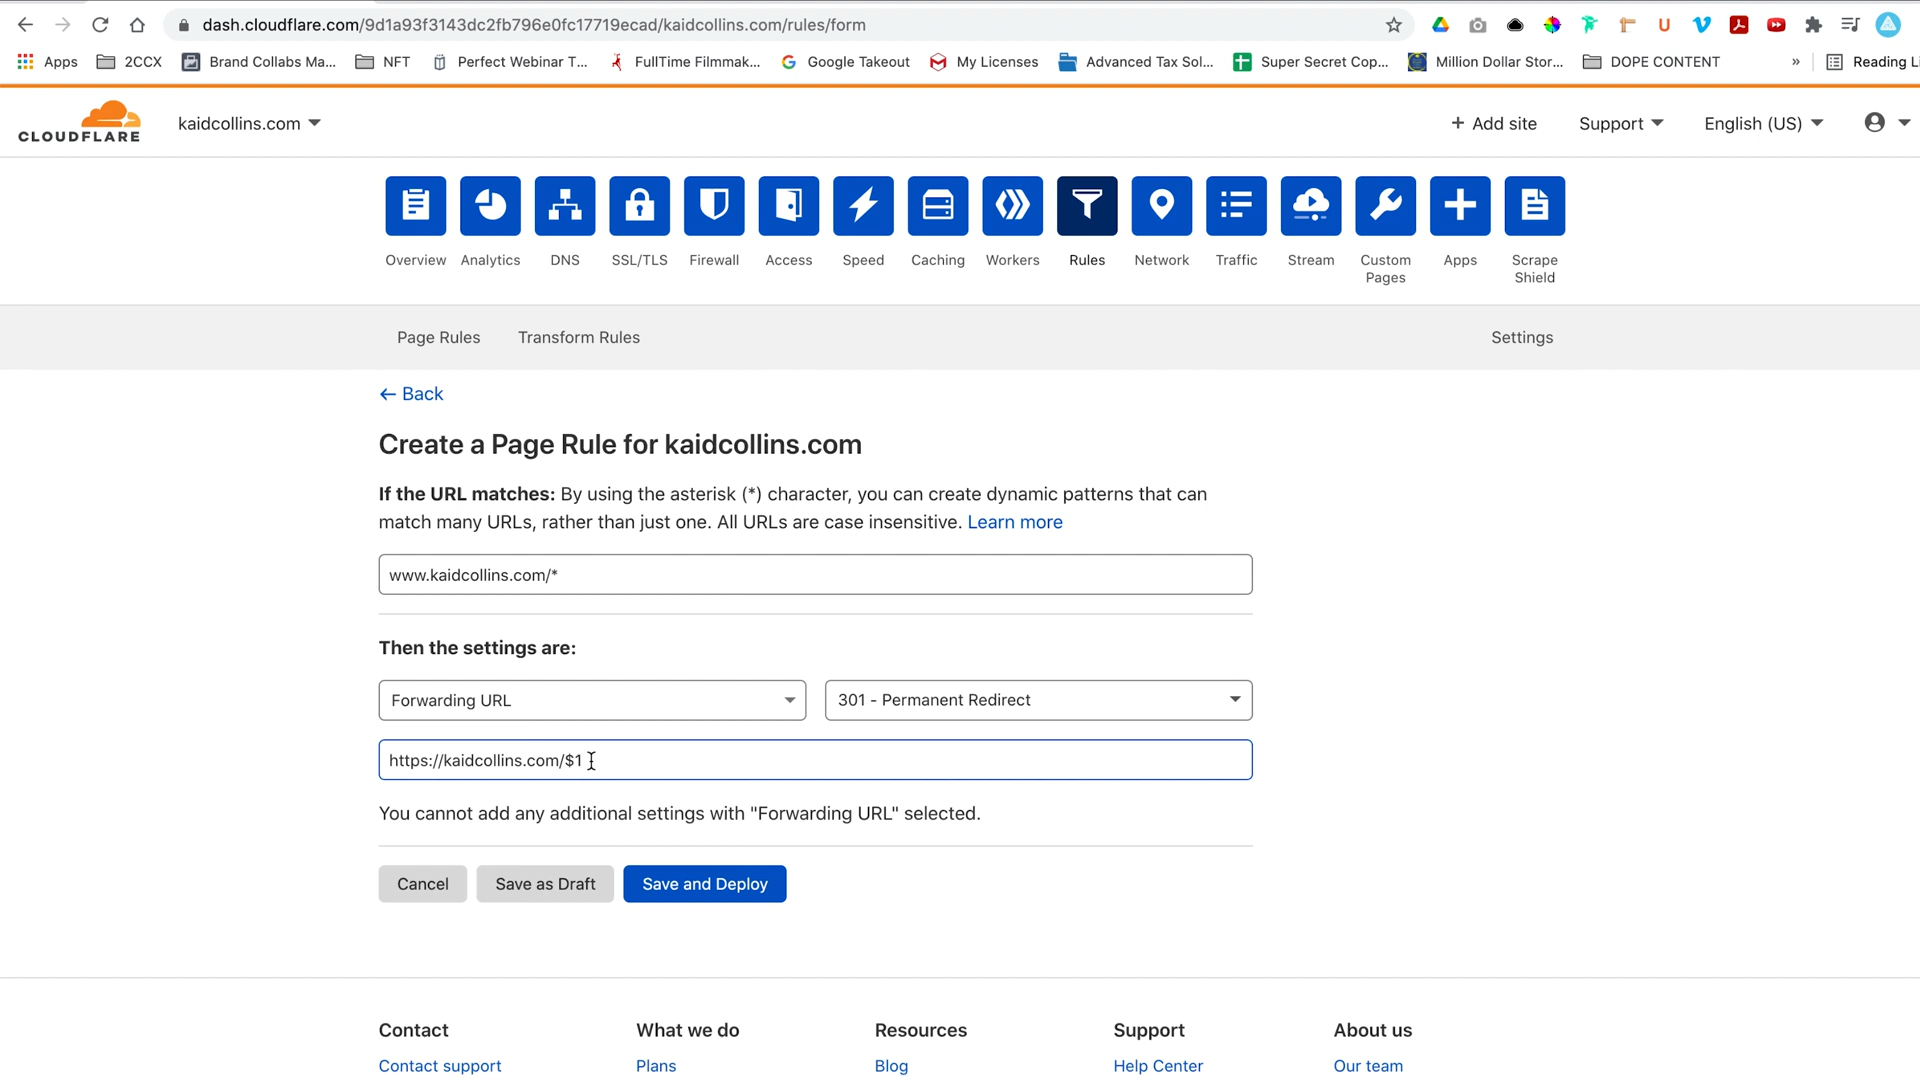 dash.cloudflare.com/9d1a93f3143dc2fb796e0fc17719ecad/kaidcollins.com/rules/form
Apps 2CCX Brand Collabs Ma... NFT Perfect Webinar T... FullTime Filmmak... Google Takeout My Licenses Advanced Tax Sol... Super Secret Cop... Million Dollar Stor... DOPE CONTENT » Reading Li
CLOUDFLARE kaidcollins.com + Add site Support English (US)
Overview Analytics DNS SSL/TLS Firewall Access Speed Caching Workers Rules Network Traffic Stream Custom Pages Apps Scrape Shield
Page Rules Transform Rules Settings
← Back
Create a Page Rule for kaidcollins.com
If the URL matches: By using the asterisk (*) character, you can create dynamic patterns that can
match many URLs, rather than just one. All URLs are case insensitive. Learn more
www.kaidcollins.com/*
Then the settings are:
Forwarding URL 301 - Permanent Redirect
https://kaidcollins.com/$1
You cannot add any additional settings with "Forwarding URL" selected.
Cancel Save as Draft Save and Deploy
Contact What we do Resources Support About us
Contact support Plans Blog Help Center Our team